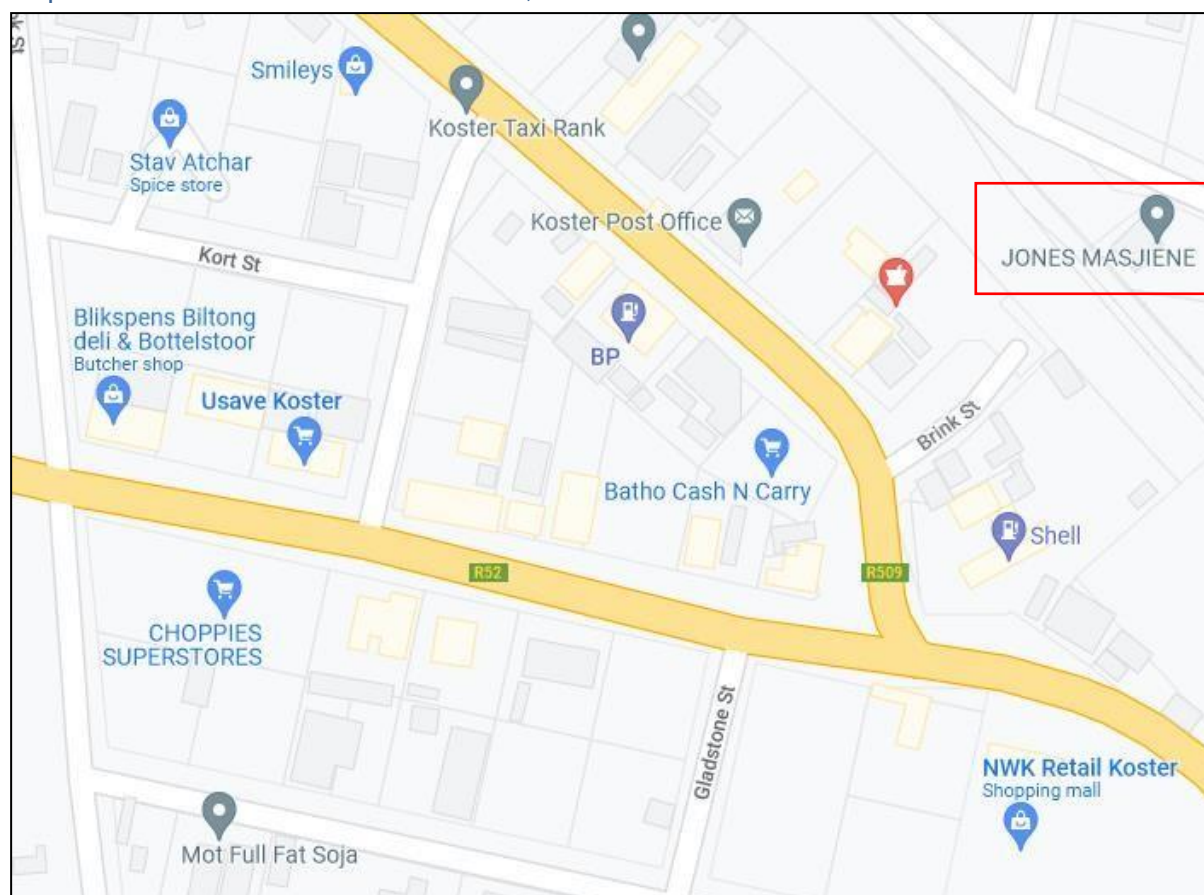 Smileys
Koster Taxi Rank
Stav Atchar
Spice store
Koster Post Office
JONES MASJIENE
Kort St
Blikspens Biltong
deli & Bottelstoor
Butcher shop
BP
Usave Koster
Brink St
Batho Cash N Carry
Shell
R52
R509
CHOPPIES
SUPERSTORES
Gladstone St
NWK Retail Koster
Shopping mall
Mot Full Fat Soja